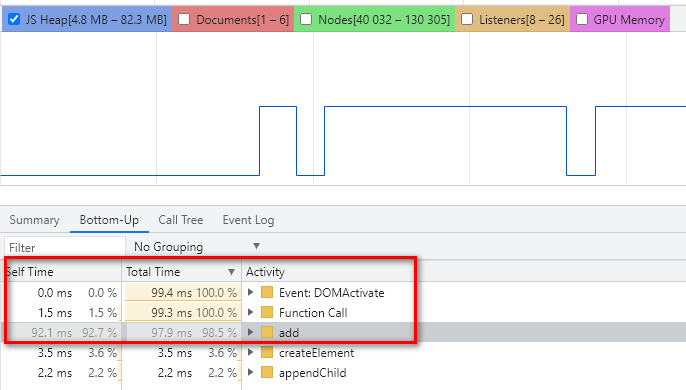 JS Heap[4.8 MB – 82.3 MB] Documents[1 – 6] Nodes[40 032 – 130 305] Listeners[8 – 26] GPU Memory
Summary Bottom-Up Call Tree Event Log
Filter No Grouping ▼
Self Time Total Time ▼ Activity
0.0 ms 0.0 % 99.4 ms 100.0 % ▶ Event: DOMActivate
1.5 ms 1.5 % 99.3 ms 100.0 % ▶ Function Call
92.1 ms 92.7 % 97.9 ms 98.5 % ▶ add
3.5 ms 3.6 % 3.5 ms 3.6 % ▶ createElement
2.2 ms 2.2 % 2.2 ms 2.2 % ▶ appendChild